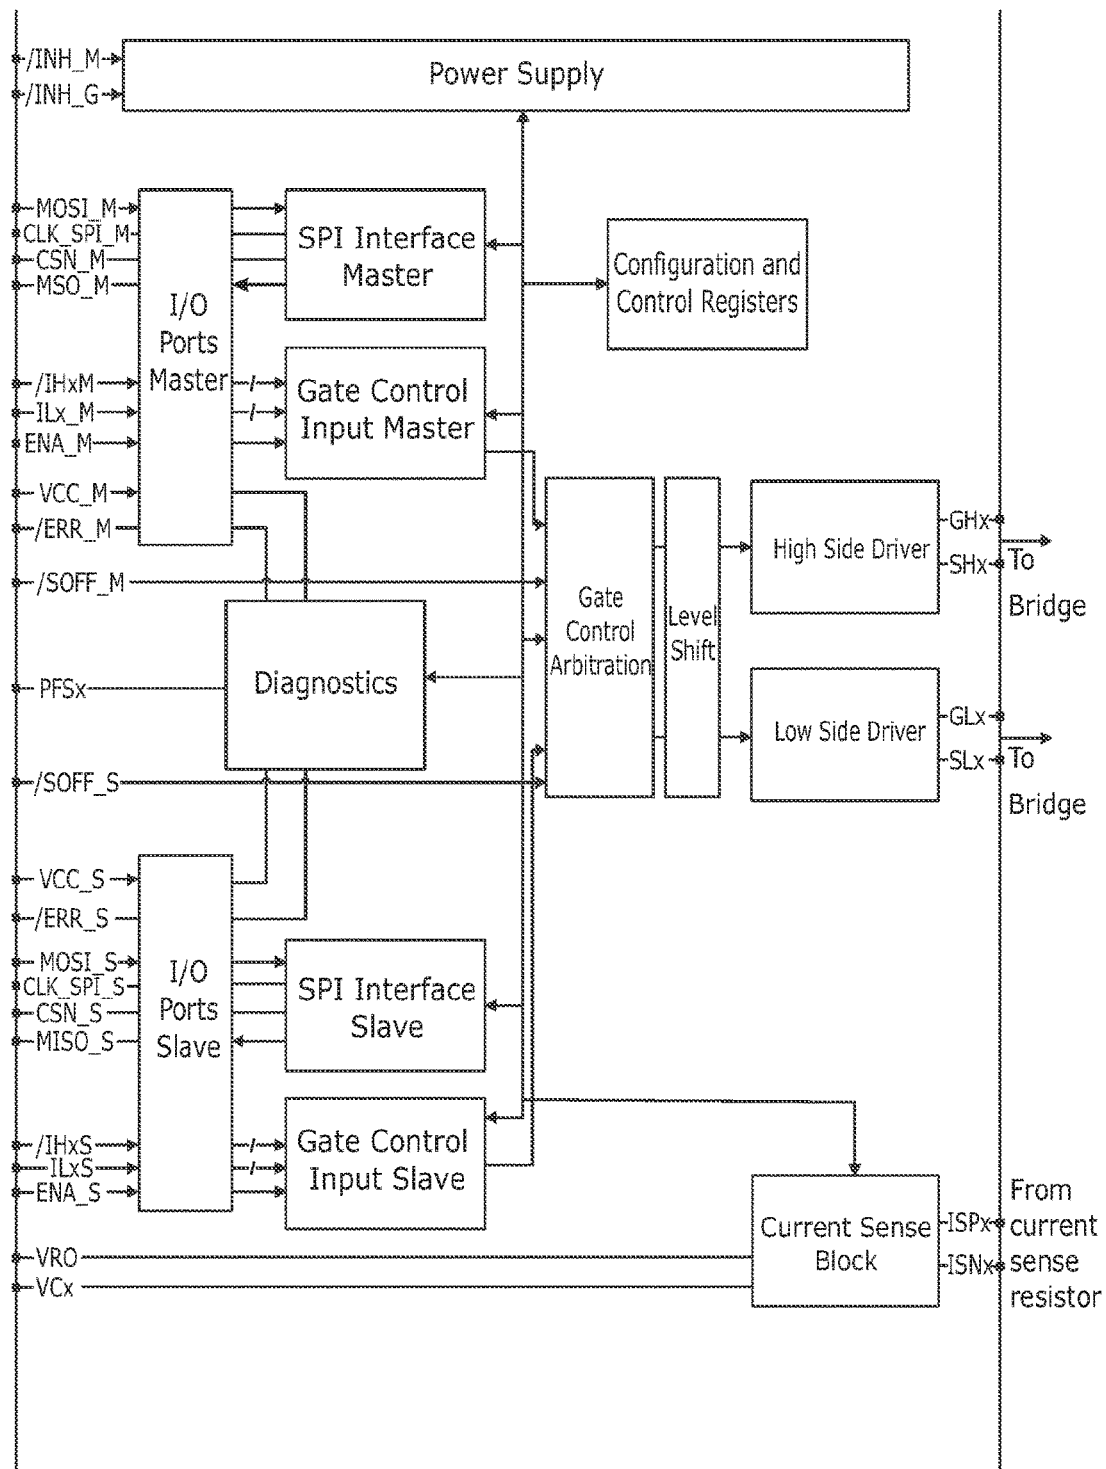 /INH_M
/INH_G
Power Supply
MOSI_M
CLK_SPI_M
CSN_M
MSO_M
I/O
Ports
Master
SPI Interface
Master
Configuration and
Control Registers
/IHxM
ILx_M
ENA_M
Gate Control
Input Master
VCC_M
/ERR_M
/SOFF_M
Gate
Control
Arbitration
Level
Shift
High Side Driver
GHx
SHx
To
Bridge
PFSx
Diagnostics
Low Side Driver
GLx
SLx
To
Bridge
/SOFF_S
VCC_S
/ERR_S
MOSI_S
CLK_SPI_S
CSN_S
MISO_S
I/O
Ports
Slave
SPI Interface
Slave
/IHxS
ILxS
ENA_S
Gate Control
Input Slave
VRO
VCx
Current Sense
Block
ISPx
ISNx
From
current
sense
resistor